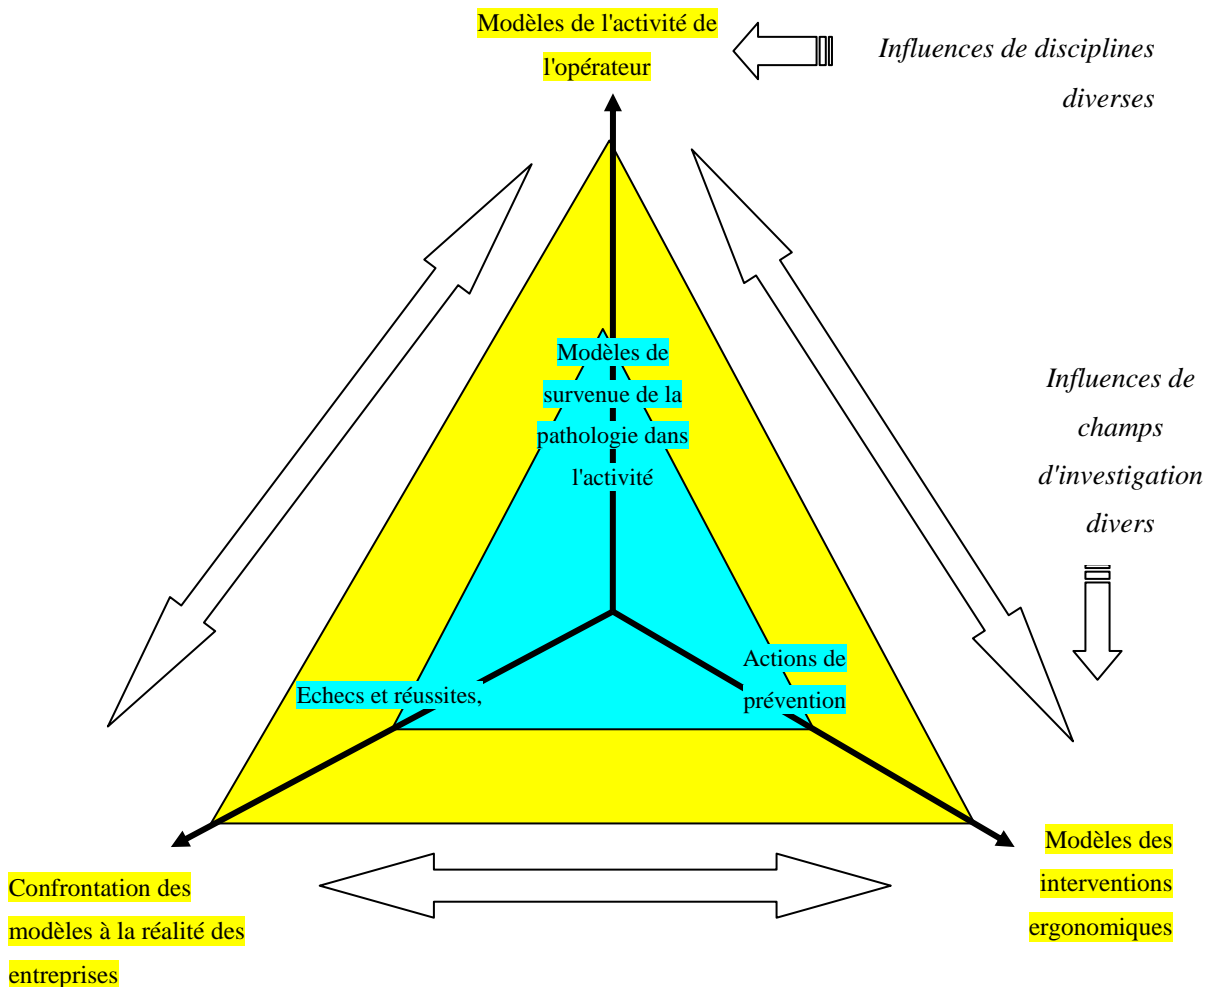 Modèles de l'activité de
l'opérateur
Influences de disciplines
diverses
Modèles de
survenue de la
pathologie dans
l'activité
Influences de
champs
d'investigation
divers
Actions de
prévention
Echecs et réussites,
Modèles des
interventions
ergonomiques
Confrontation des
modèles à la réalité des
entreprises